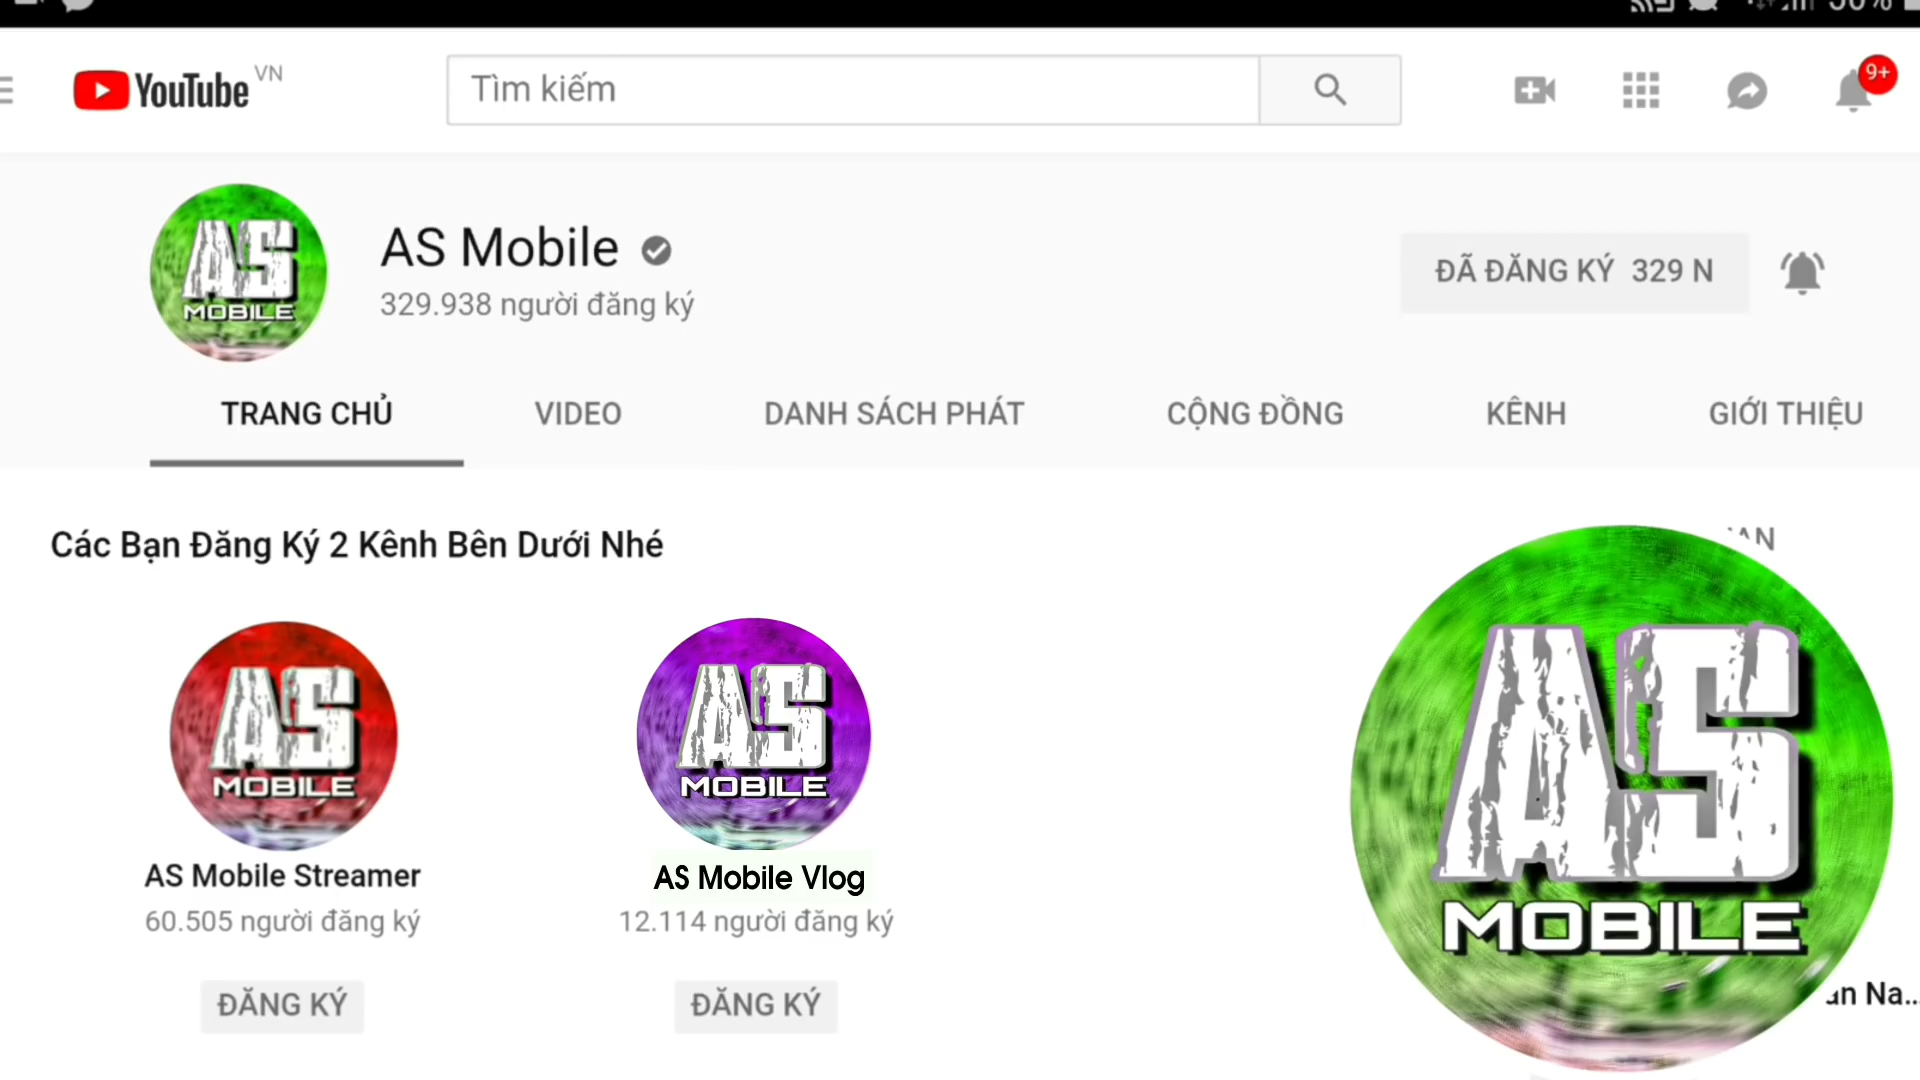 YouTube VN
Tìm kiếm
9+
AS
MOBILE
AS Mobile
329.938 người đăng ký
ĐÃ ĐĂNG KÝ 329 N
TRANG CHỦ
VIDEO
DANH SÁCH PHÁT
CỘNG ĐỒNG
KÊNH
GIỚI THIỆU
Các Bạn Đăng Ký 2 Kênh Bên Dưới Nhé
AS
MOBILE
AS Mobile Streamer
60.505 người đăng ký
ĐĂNG KÝ
AS
MOBILE
AS Mobile Vlog
12.114 người đăng ký
ĐĂNG KÝ
AS
MOBILE
Na...